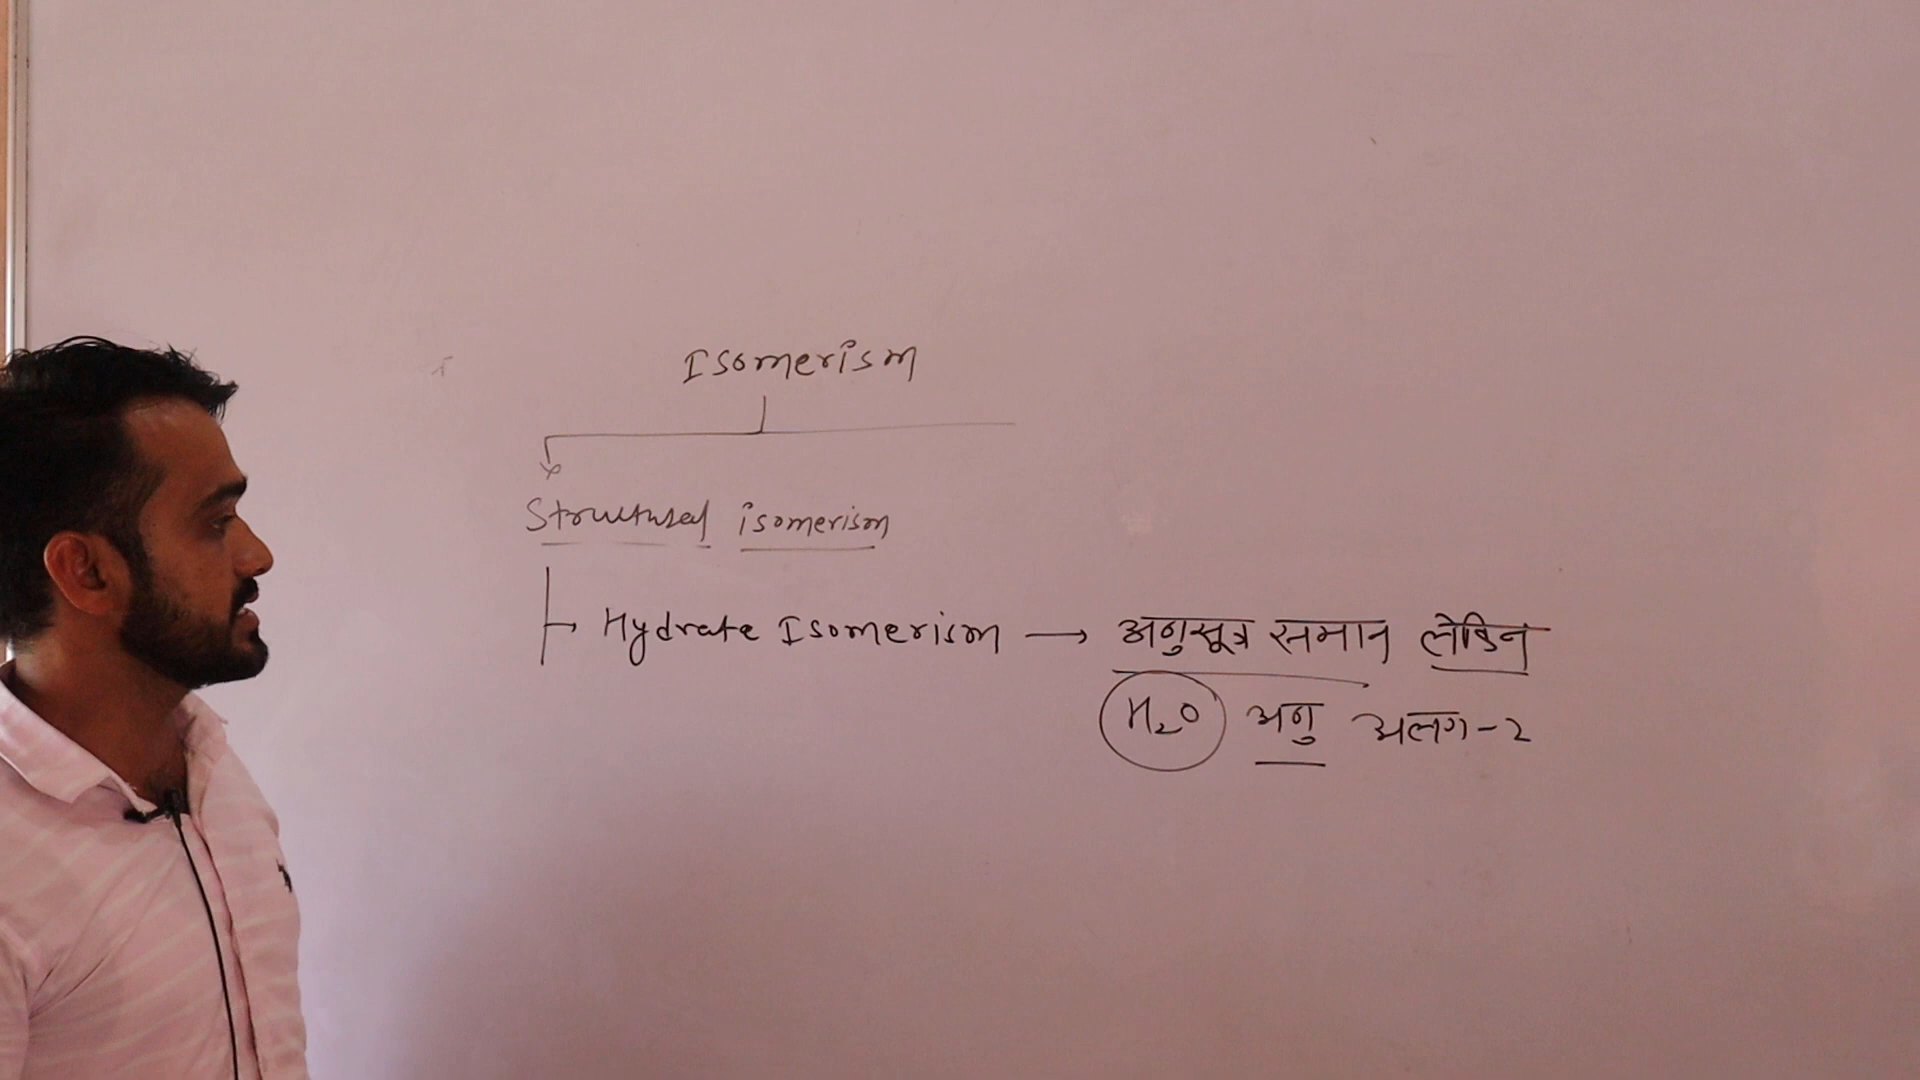 Isomerism
Structural isomerism
Hydrate Isomerism → अणुसूत्र समान लेकिन
H₂O अणु अलग-2